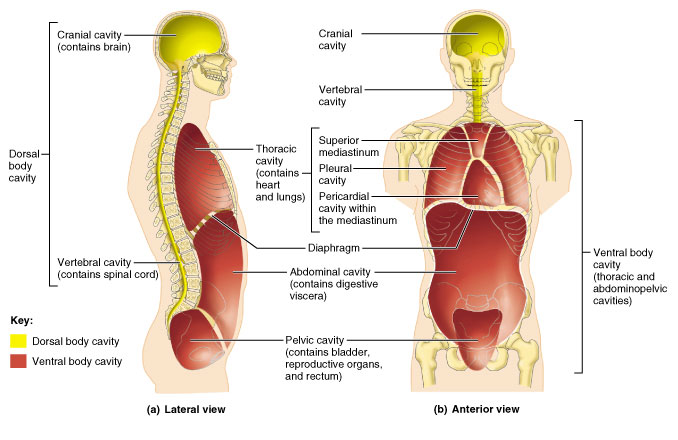 Cranial cavity
(contains brain)
Dorsal
body
cavity
Vertebral cavity
(contains spinal cord)
Key:
Dorsal body cavity
Ventral body cavity
(a) Lateral view
Cranial
cavity
Vertebral
cavity
Thoracic
cavity
(contains
heart
and lungs)
Superior
mediastinum
Pleural
cavity
Pericardial
cavity within
the mediastinum
Diaphragm
Abdominal cavity
(contains digestive
viscera)
Pelvic cavity
(contains bladder,
reproductive organs,
and rectum)
Ventral body
cavity
(thoracic and
abdominopelvic
cavities)
(b) Anterior view